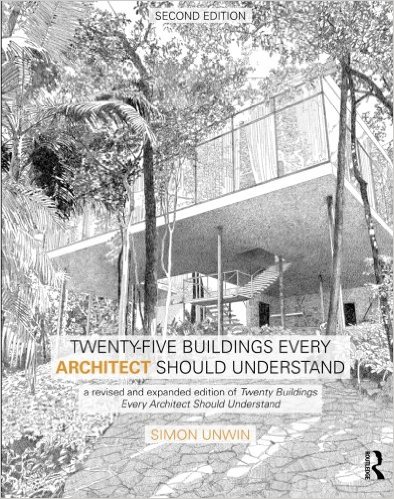 SECOND EDITION
TWENTY-FIVE BUILDINGS EVERY
ARCHITECT SHOULD UNDERSTAND
a revised and expanded edition of Twenty Buildings
Every Architect Should Understand
SIMON UNWIN
ROUTLEDGE